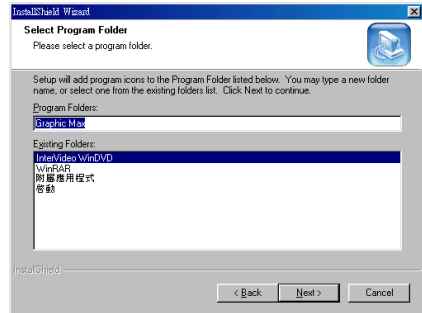 InstallShield Wizard
Select Program Folder
Please select a program folder.
Setup will add program icons to the Program Folder listed below. You may type a new folder
name, or select one from the existing folders list. Click Next to continue.
Program Folders:
Graphic Max
Existing Folders:
InterVideo WinDVD
WinRAR
附屬應用程式
啟動
InstallShield
< Back
Next >
Cancel